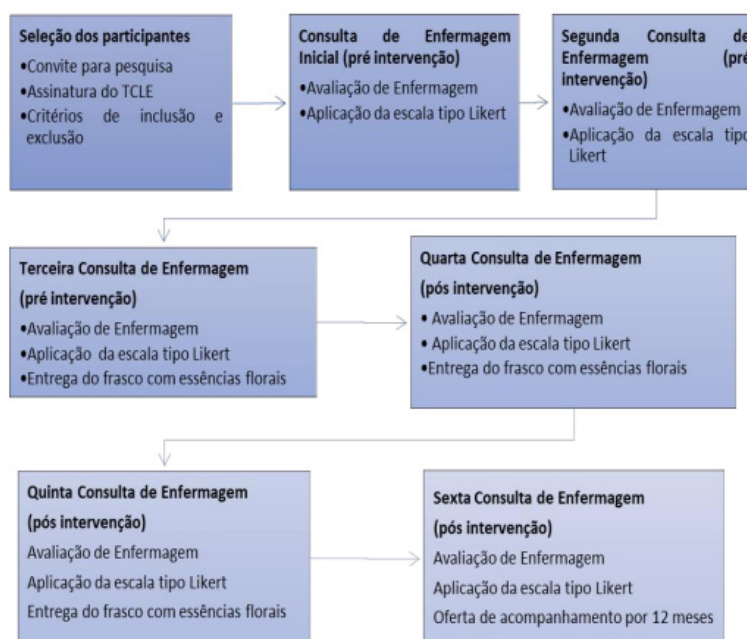 Seleção dos participantes
•Convite para pesquisa
•Assinatura do TCLE
•Critérios de inclusão e
exclusão
Consulta de Enfermagem
Inicial (pré intervenção)
•Avaliação de Enfermagem
•Aplicação da escala tipo Likert
Segunda Consulta de
Enfermagem (pré
intervenção)
•Avaliação de Enfermagem
•Aplicação da escala tipo
Likert
Terceira Consulta de Enfermagem
(pré intervenção)
•Avaliação de Enfermagem
•Aplicação da escala tipo Likert
•Entrega do frasco com essências florais
Quarta Consulta de Enfermagem
(pós intervenção)
• Avaliação de Enfermagem
• Aplicação da escala tipo Likert
•Entrega do frasco com essências florais
Quinta Consulta de Enfermagem
(pós intervenção)
Avaliação de Enfermagem
Aplicação da escala tipo Likert
Entrega do frasco com essências florais
Sexta Consulta de Enfermagem
(pós intervenção)
Avaliação de Enfermagem
Aplicação da escala tipo Likert
Oferta de acompanhamento por 12 meses